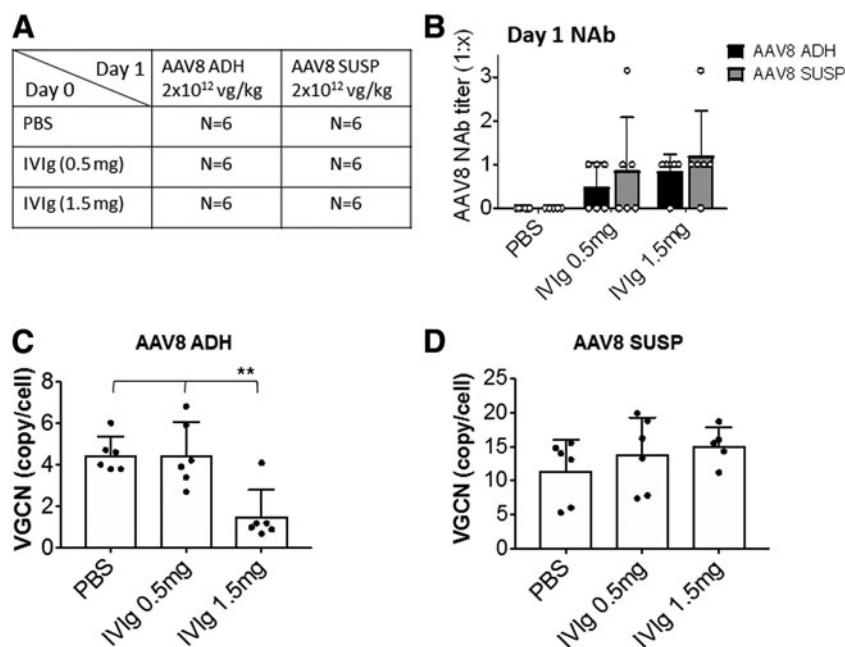 A
Day 1
Day 0
AAV8 ADH
2x10¹² vg/kg
AAV8 SUSP
2x10¹² vg/kg
PBS
N=6
N=6
IVIg (0.5 mg)
N=6
N=6
IVIg (1.5 mg)
N=6
N=6
B
Day 1 NAb
AAV8 ADH
AAV8 SUSP
AAV8 NAb titer (1:x)
3
2
1
0
PBS
IVIg 0.5mg
IVIg 1.5mg
C
AAV8 ADH
**
VGCN (copy/cell)
8
6
4
2
0
PBS
IVIg 0.5mg
IVIg 1.5mg
D
AAV8 SUSP
VGCN (copy/cell)
25
20
15
10
5
0
PBS
IVIg 0.5mg
IVIg 1.5mg